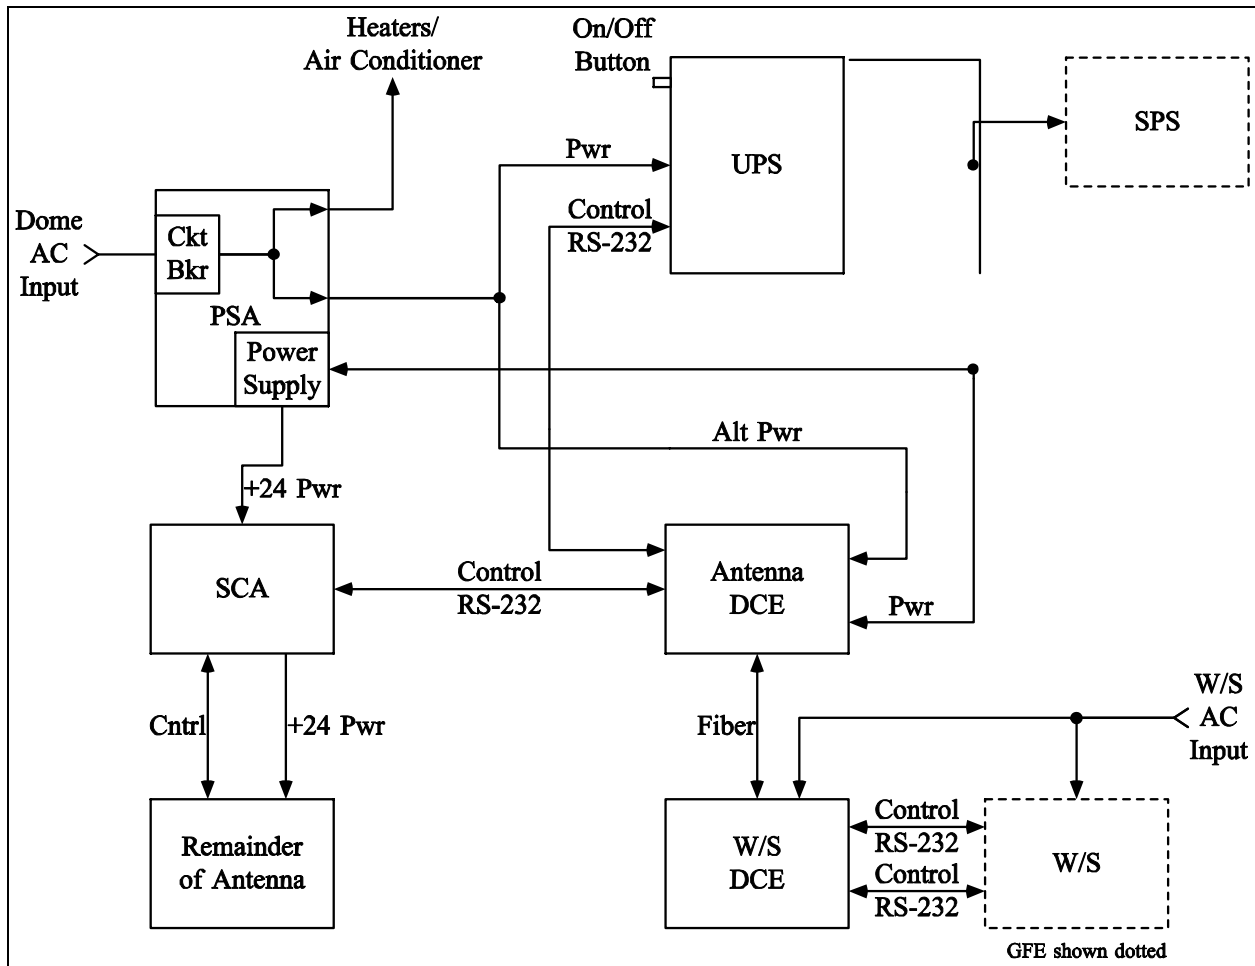 Heaters/
Air Conditioner
On/Off
Button
SPS
Pwr
UPS
Control
RS-232
Dome
AC
Input
Ckt
Bkr
PSA
Power
Supply
Alt Pwr
+24 Pwr
SCA
Control
RS-232
Antenna
DCE
Pwr
W/S
AC
Input
Cntrl
+24 Pwr
Fiber
Remainder
of Antenna
W/S
DCE
Control
RS-232
Control
RS-232
W/S
GFE shown dotted